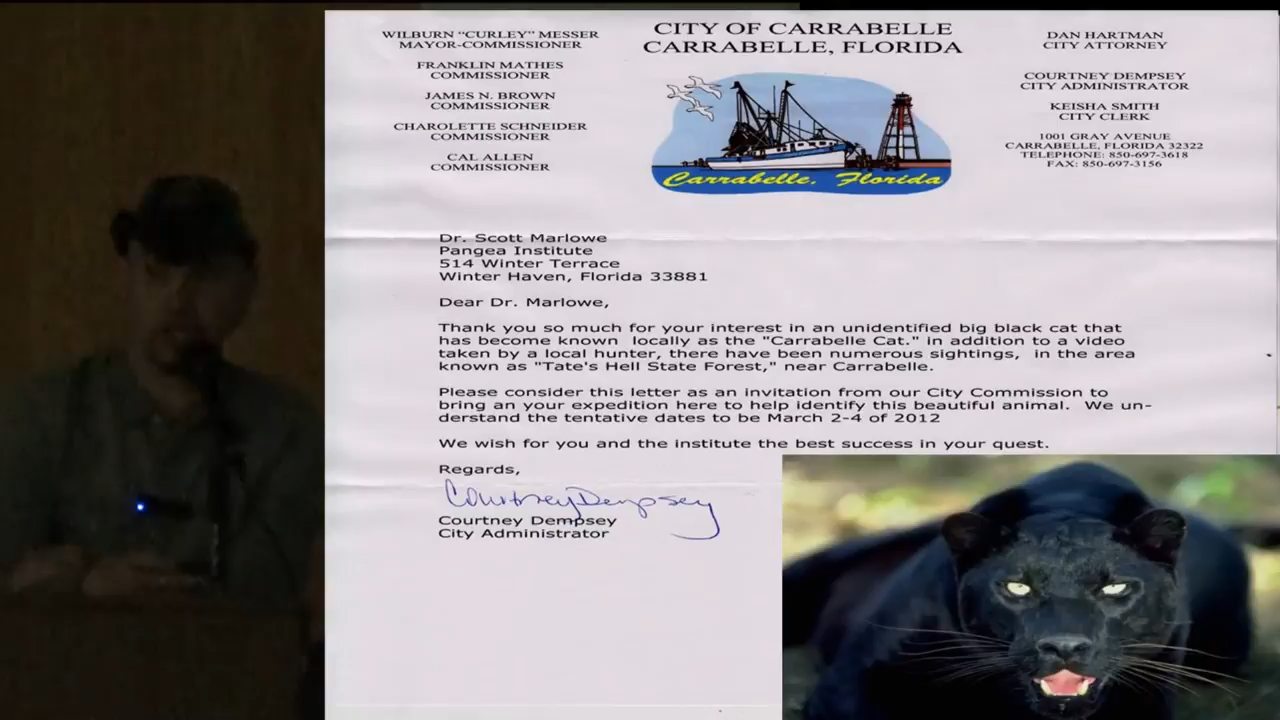 WILBURN "CURLEY" MESSER
MAYOR-COMMISSIONER
FRANKLIN MATHES
COMMISSIONER
JAMES N. BROWN
COMMISSIONER
CHAROLETTE SCHNEIDER
COMMISSIONER
CAL ALLEN
COMMISSIONER
CITY OF CARRABELLE
CARRABELLE, FLORIDA
Carrabelle, Florida
DAN HARTMAN
CITY ATTORNEY
COURTNEY DEMPSEY
CITY ADMINISTRATOR
KEISHA SMITH
CITY CLERK
1001 GRAY AVENUE
CARRABELLE, FLORIDA 32322
TELEPHONE: 850-697-3618
FAX: 850-697-3156
Dr. Scott Marlowe
Pangea Institute
514 Winter Terrace
Winter Haven, Florida 33881
Dear Dr. Marlowe,
Thank you so much for your interest in an unidentified big black cat that
has become known locally as the "Carrabelle Cat." in addition to a video
taken by a local hunter, there have been numerous sightings, in the area
known as "Tate's Hell State Forest," near Carrabelle.
Please consider this letter as an invitation from our City Commission to
bring an your expedition here to help identify this beautiful animal. We un-
derstand the tentative dates to be March 2-4 of 2012
We wish for you and the institute the best success in your quest.
Regards,
Courtney Dempsey
Courtney Dempsey
City Administrator